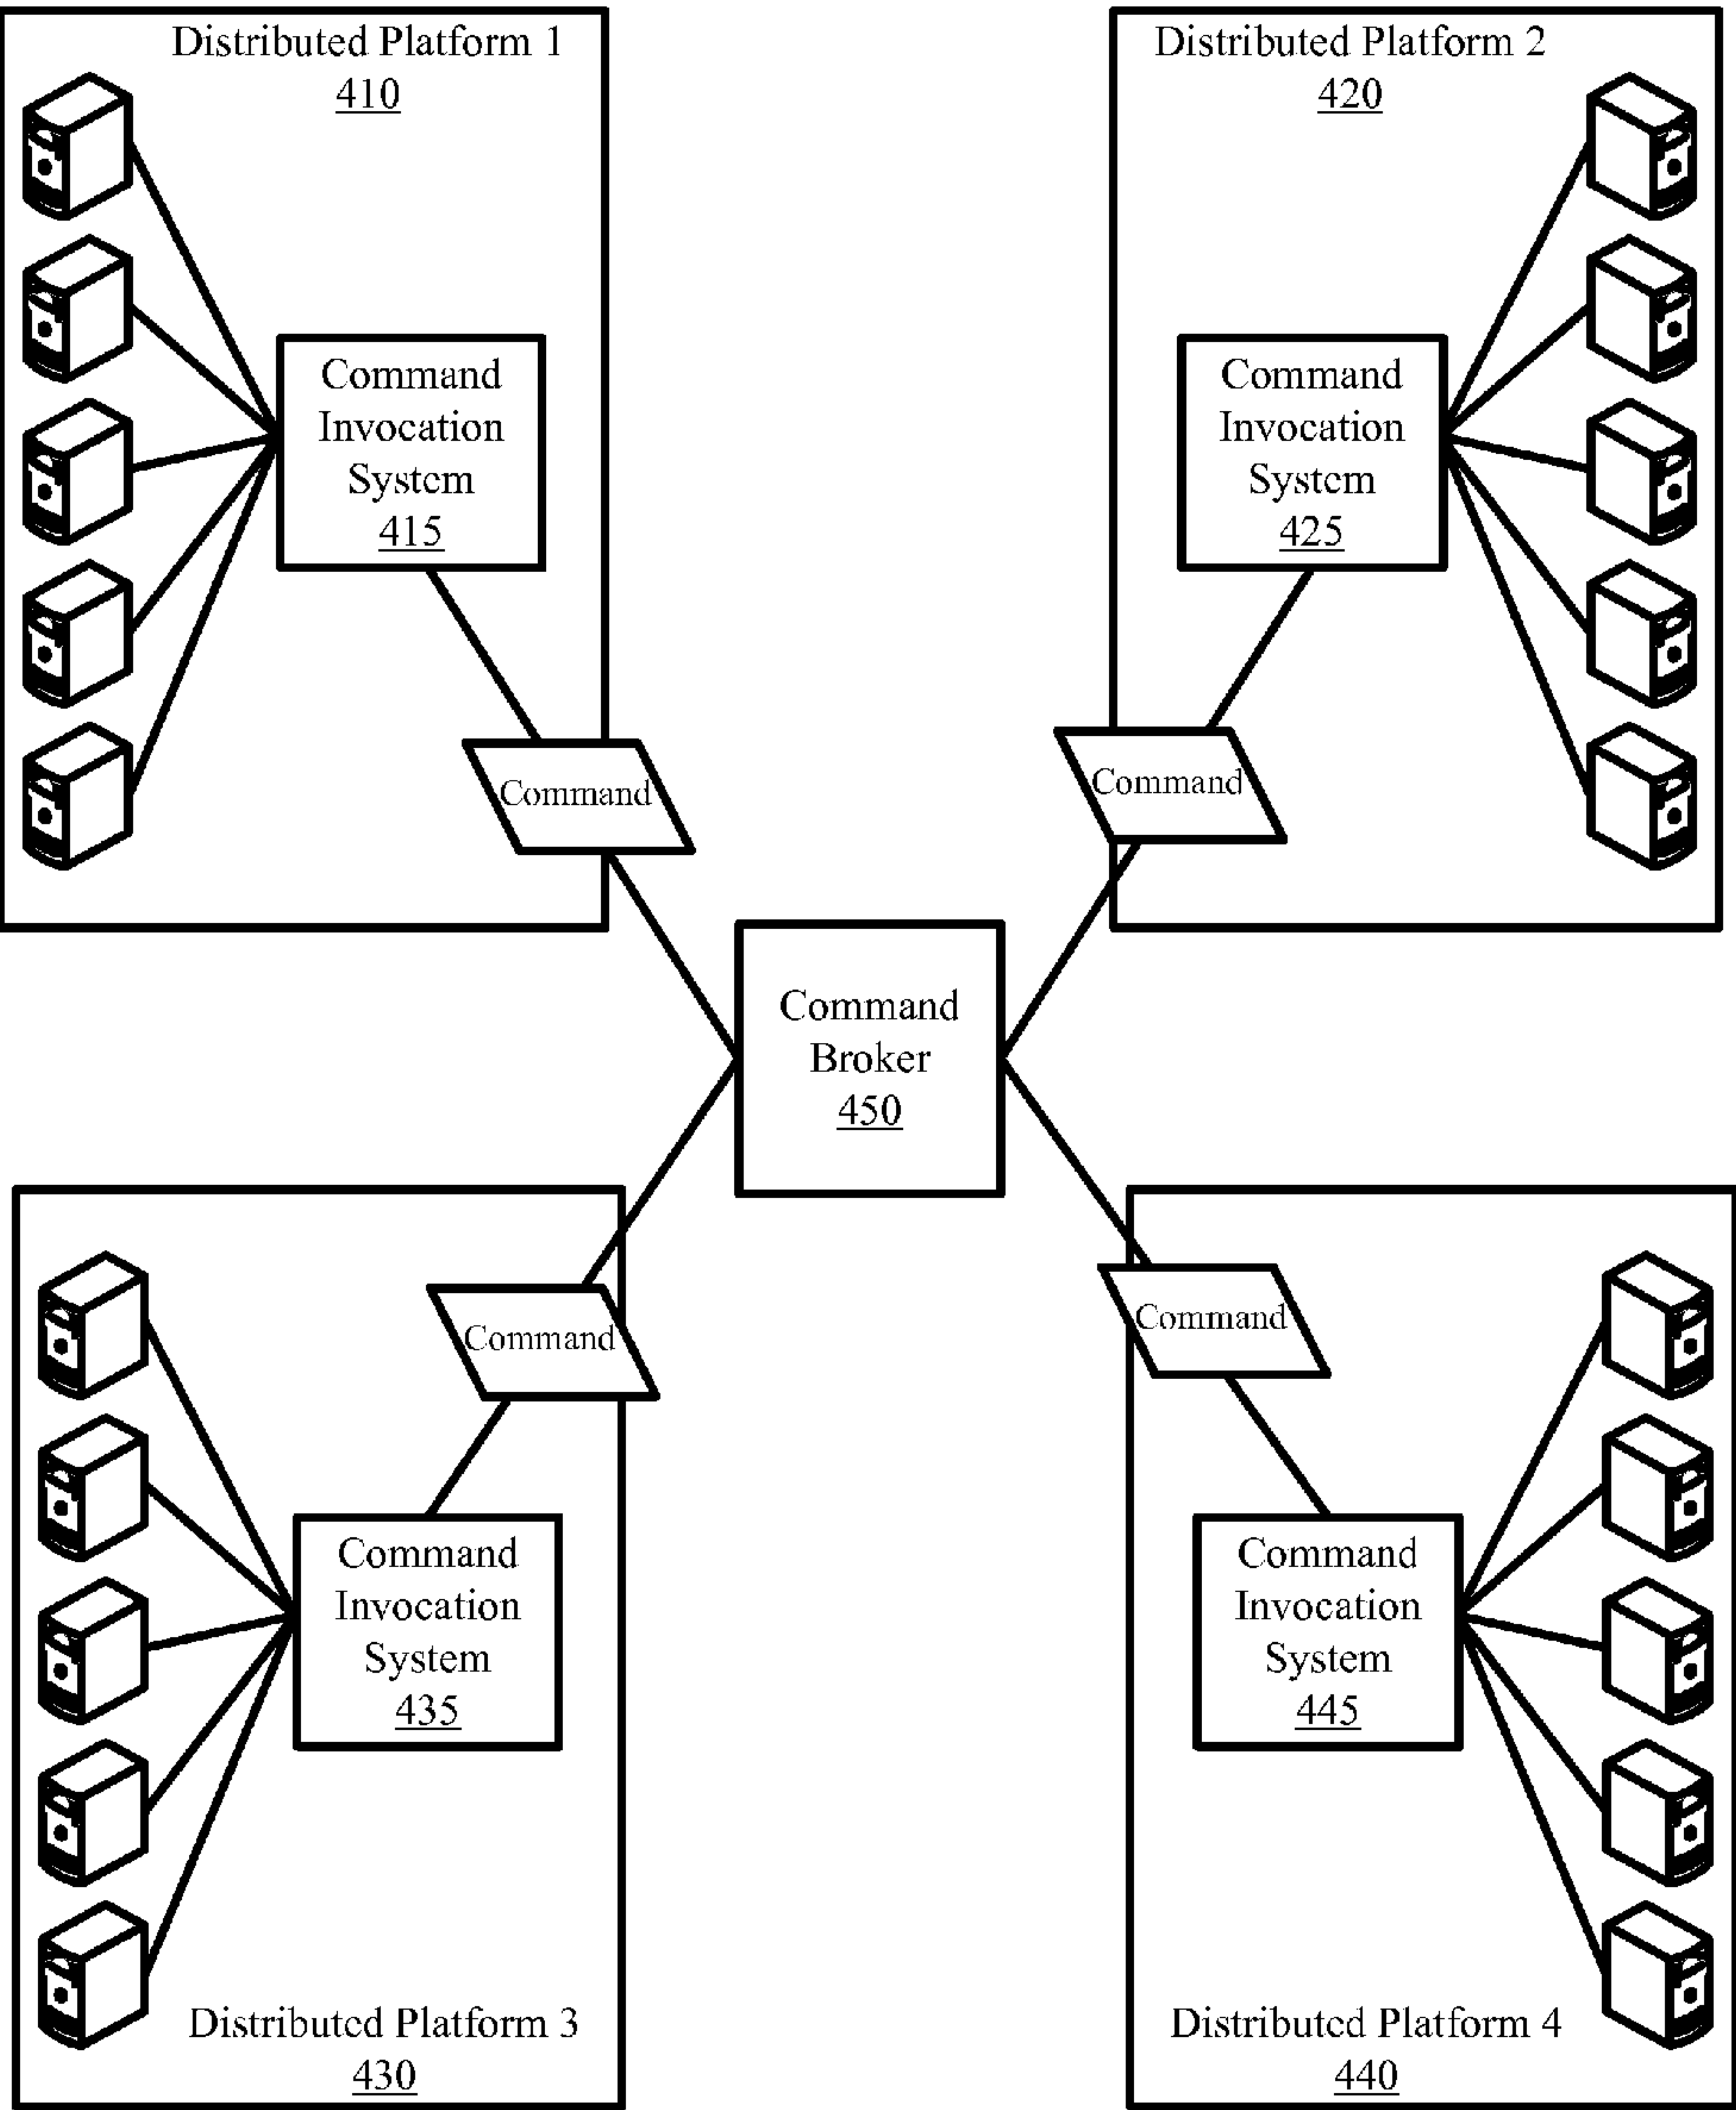 Distributed Platform 1
410
Distributed Platform 2
420
Command
Invocation
System
415
Command
Invocation
System
425
Command
Command
Command
Broker
450
Command
Command
Command
Invocation
System
435
Command
Invocation
System
445
Distributed Platform 3
430
Distributed Platform 4
440